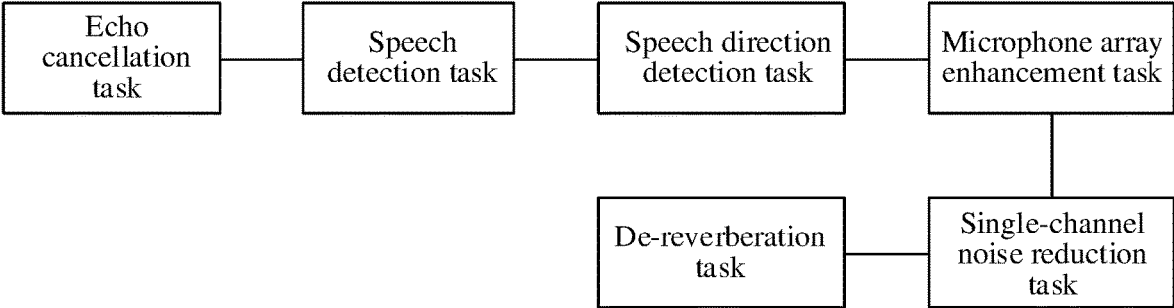 Echo
cancellation
task
Speech
detection task
Speech direction
detection task
Microphone array
enhancement task
De-reverberation
task
Single-channel
noise reduction
task